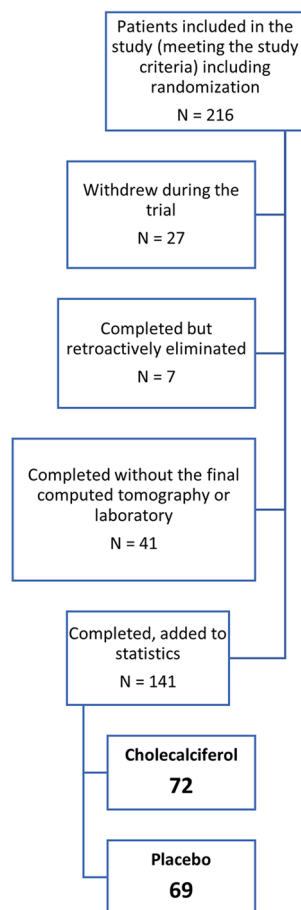 Patients included in the
study (meeting the study
criteria) including
randomization
N = 216
Withdrew during the
trial
N = 27
Completed but
retroactively eliminated
N = 7
Completed without the final
computed tomography or
laboratory
N = 41
Completed, added to
statistics
N = 141
Cholecalciferol
72
Placebo
69